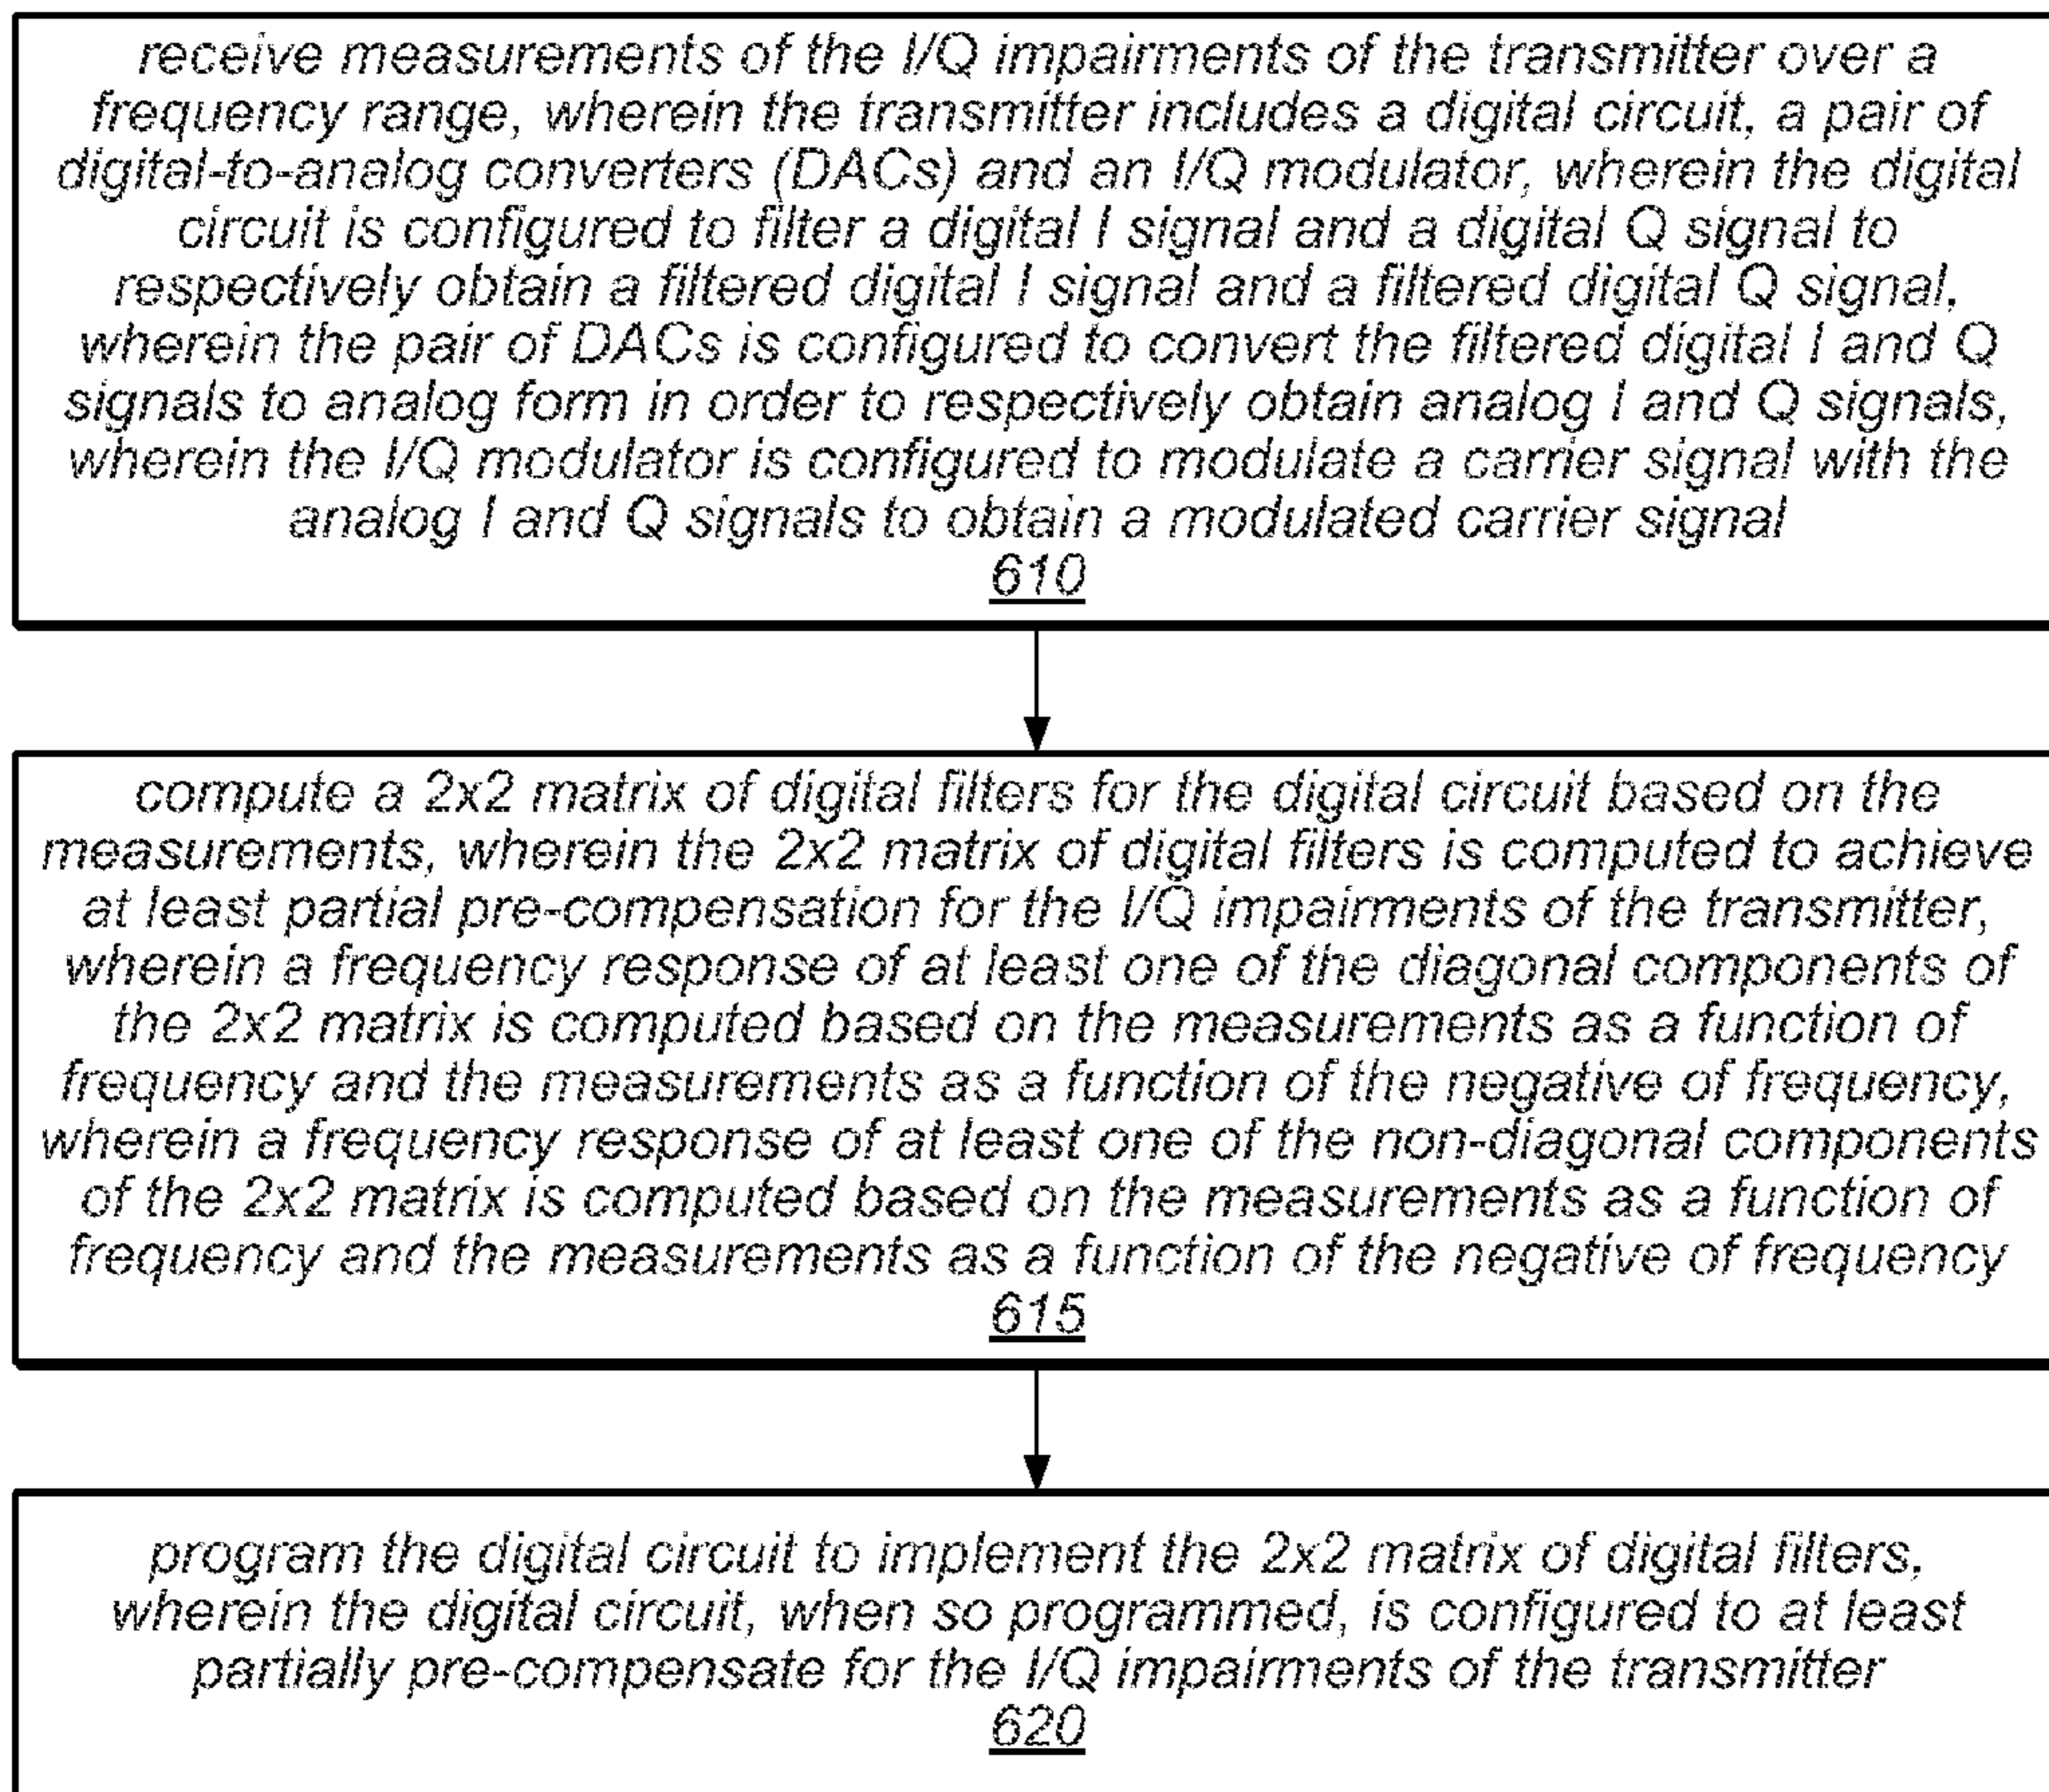 receive measurements of the I/Q impairments of the transmitter over a
frequency range, wherein the transmitter includes a digital circuit, a pair of
digital-to-analog converters (DACs) and an I/Q modulator, wherein the digital
circuit is configured to filter a digital I signal and a digital Q signal to
respectively obtain a filtered digital I signal and a filtered digital Q signal,
wherein the pair of DACs is configured to convert the filtered digital I and Q
signals to analog form in order to respectively obtain analog I and Q signals,
wherein the I/Q modulator is configured to modulate a carrier signal with the
analog I and Q signals to obtain a modulated carrier signal
610
compute a 2x2 matrix of digital filters for the digital circuit based on the
measurements, wherein the 2x2 matrix of digital filters is computed to achieve
at least partial pre-compensation for the I/Q impairments of the transmitter,
wherein a frequency response of at least one of the diagonal components of
the 2x2 matrix is computed based on the measurements as a function of
frequency and the measurements as a function of the negative of frequency,
wherein a frequency response of at least one of the non-diagonal components
of the 2x2 matrix is computed based on the measurements as a function of
frequency and the measurements as a function of the negative of frequency
615
program the digital circuit to implement the 2x2 matrix of digital filters,
wherein the digital circuit, when so programmed, is configured to at least
partially pre-compensate for the I/Q impairments of the transmitter
620